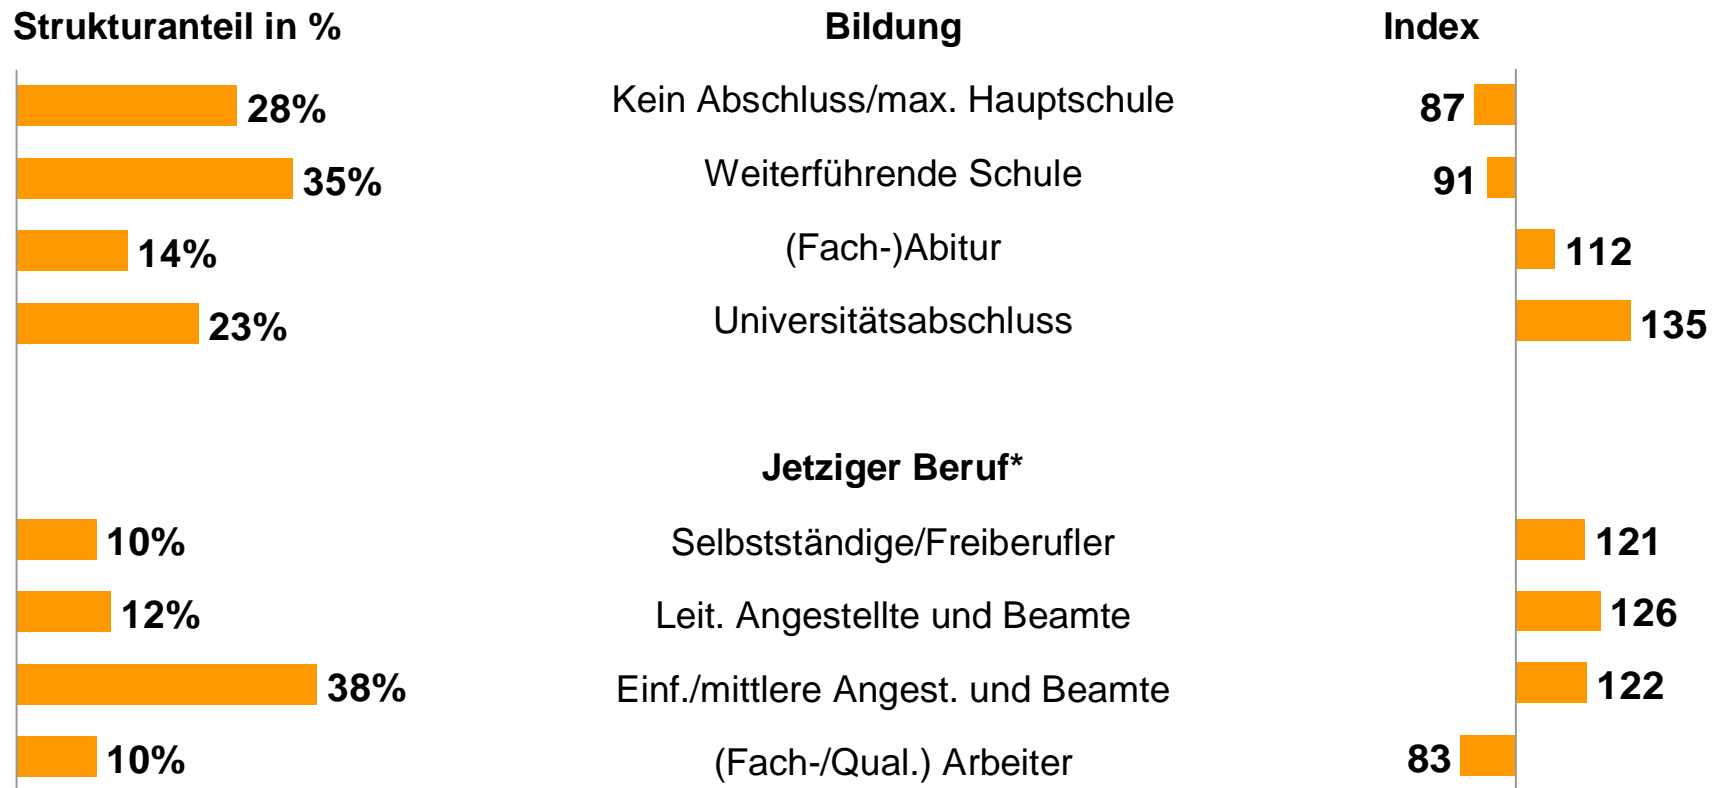 Strukturanteil in % Bildung Index
28% Kein Abschluss/max. Hauptschule 87
35% Weiterführende Schule 91
14% (Fach-)Abitur 112
23% Universitätsabschluss 135
Jetziger Beruf*
10% Selbstständige/Freiberufler 121
12% Leit. Angestellte und Beamte 126
38% Einf./mittlere Angest. und Beamte 122
10% (Fach-/Qual.) Arbeiter 83